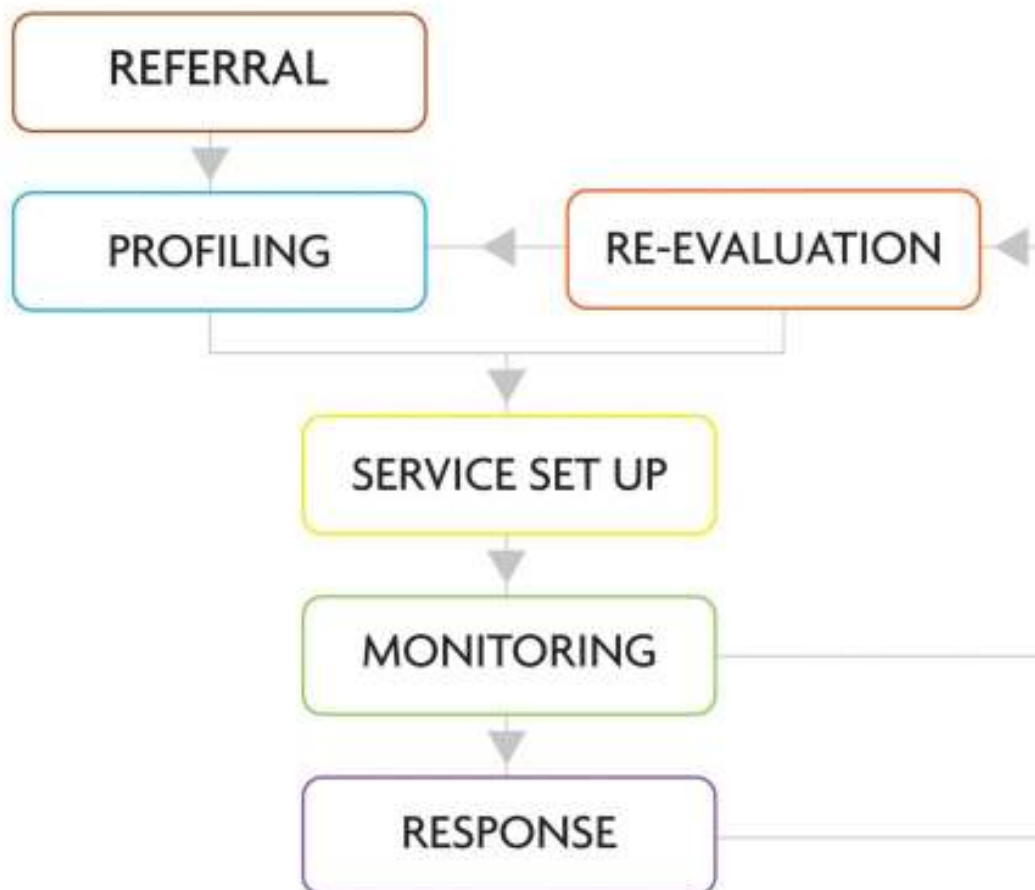 REFERRAL
PROFILING
RE-EVALUATION
SERVICE SET UP
MONITORING
RESPONSE